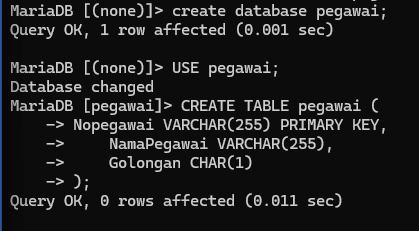 MariaDB [(none)]> create database pegawai;
Query OK, 1 row affected (0.001 sec)

MariaDB [(none)]> USE pegawai;
Database changed
MariaDB [pegawai]> CREATE TABLE pegawai (
    -> Nopegawai VARCHAR(255) PRIMARY KEY,
    ->     NamaPegawai VARCHAR(255),
    ->     Golongan CHAR(1)
    -> );
Query OK, 0 rows affected (0.011 sec)